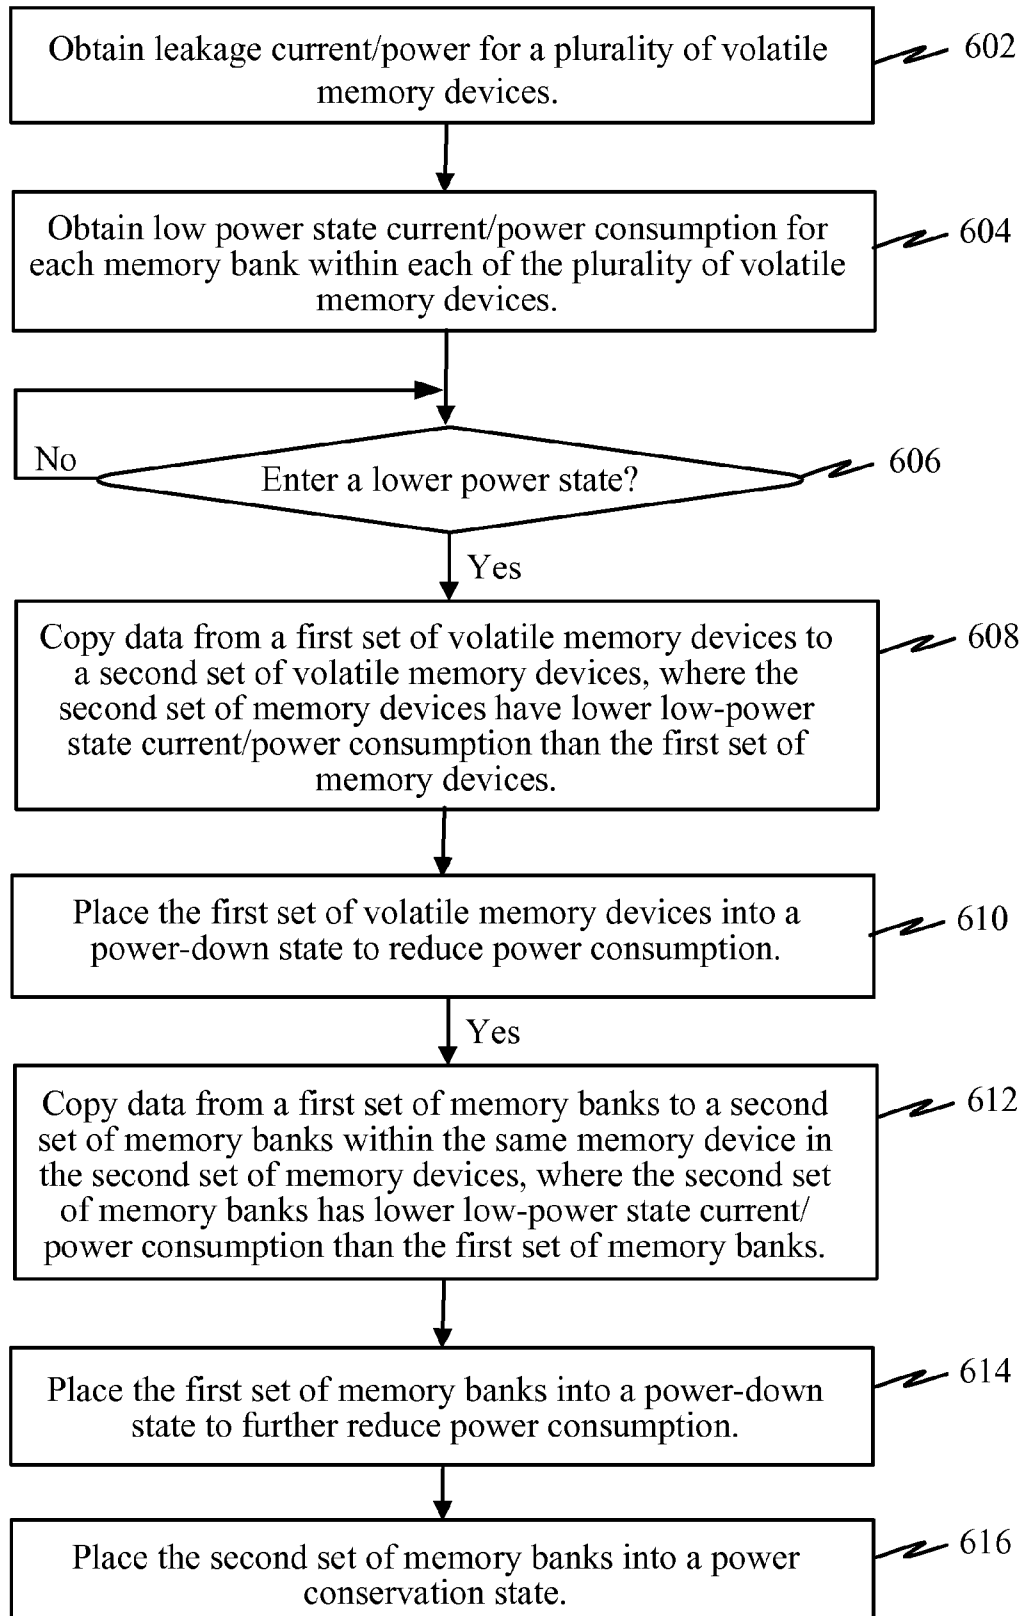 Obtain leakage current/power for a plurality of volatile
memory devices.
602
Obtain low power state current/power consumption for
each memory bank within each of the plurality of volatile
memory devices.
604
No
Enter a lower power state?
606
Yes
Copy data from a first set of volatile memory devices to
a second set of volatile memory devices, where the
second set of memory devices have lower low-power
state current/power consumption than the first set of
memory devices.
608
Place the first set of volatile memory devices into a
power-down state to reduce power consumption.
610
Yes
Copy data from a first set of memory banks to a second
set of memory banks within the same memory device in
the second set of memory devices, where the second set
of memory banks has lower low-power state current/
power consumption than the first set of memory banks.
612
Place the first set of memory banks into a power-down
state to further reduce power consumption.
614
Place the second set of memory banks into a power
conservation state.
616